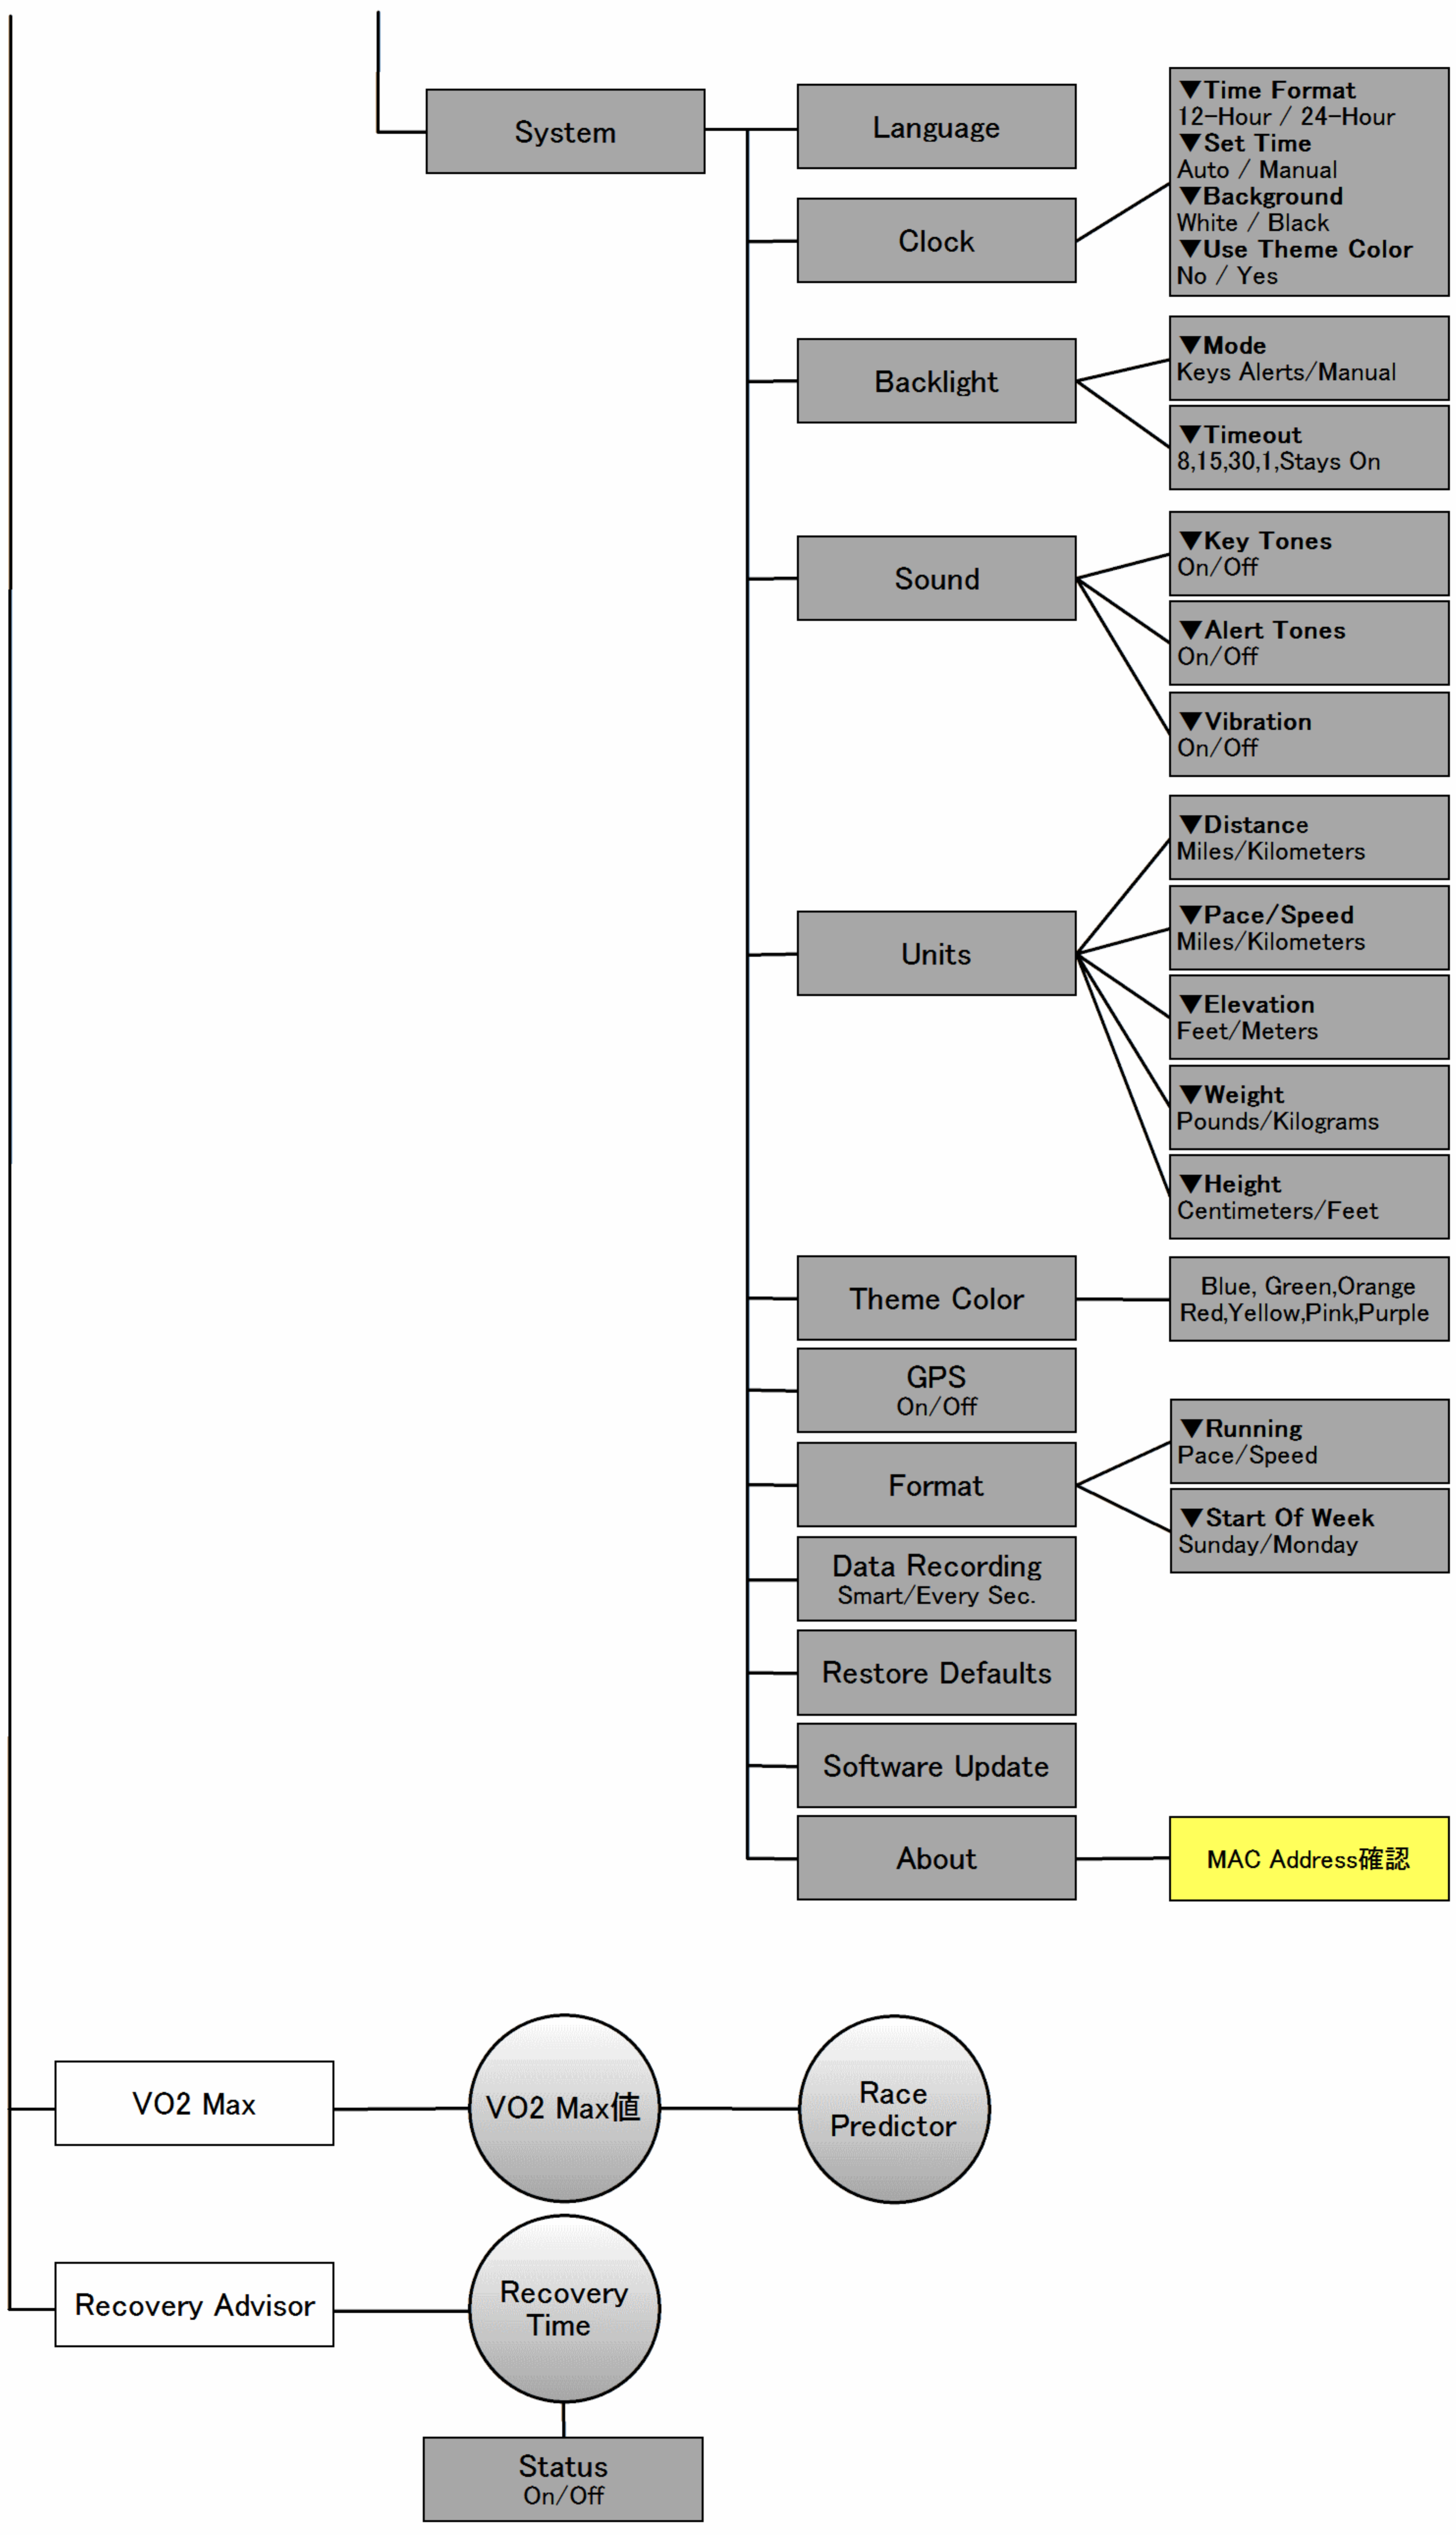 System
Language
▼Time Format
12-Hour / 24-Hour
▼Set Time
Auto / Manual
▼Background
White / Black
▼Use Theme Color
No / Yes
Clock
Backlight
▼Mode
Keys Alerts/Manual
▼Timeout
8,15,30,1,Stays On
Sound
▼Key Tones
On/Off
▼Alert Tones
On/Off
▼Vibration
On/Off
Units
▼Distance
Miles/Kilometers
▼Pace/Speed
Miles/Kilometers
▼Elevation
Feet/Meters
▼Weight
Pounds/Kilograms
▼Height
Centimeters/Feet
Theme Color
Blue, Green,Orange
Red,Yellow,Pink,Purple
GPS
On/Off
Format
▼Running
Pace/Speed
▼Start Of Week
Sunday/Monday
Data Recording
Smart/Every Sec.
Restore Defaults
Software Update
About
MAC Address確認
VO2 Max
VO2 Max値
Race
Predictor
Recovery Advisor
Recovery
Time
Status
On/Off